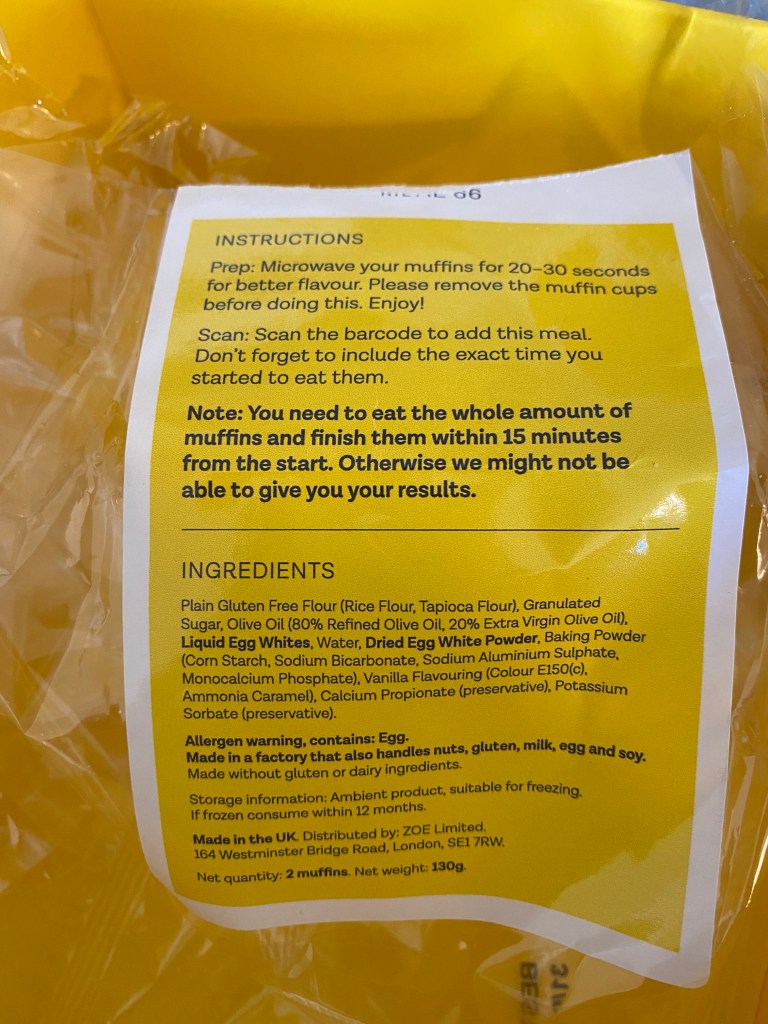 66
INSTRUCTIONS
Prep: Microwave your muffins for 20–30 seconds
for better flavour. Please remove the muffin cups
before doing this. Enjoy!
Scan: Scan the barcode to add this meal.
Don't forget to include the exact time you
started to eat them.
Note: You need to eat the whole amount of
muffins and finish them within 15 minutes
from the start. Otherwise we might not be
able to give you your results.
INGREDIENTS
Plain Gluten Free Flour (Rice Flour, Tapioca Flour), Granulated
Sugar, Olive Oil (80% Refined Olive Oil, 20% Extra Virgin Olive Oil),
Liquid Egg Whites, Water, Dried Egg White Powder, Baking Powder
(Corn Starch, Sodium Bicarbonate, Sodium Aluminium Sulphate,
Monocalcium Phosphate), Vanilla Flavouring (Colour E150(c),
Ammonia Caramel), Calcium Propionate (preservative), Potassium
Sorbate (preservative).
Allergen warning, contains: Egg.
Made in a factory that also handles nuts, gluten, milk, egg and soy.
Made without gluten or dairy ingredients.
Storage information: Ambient product, suitable for freezing.
If frozen consume within 12 months.
Made in the UK. Distributed by: ZOE Limited.
164 Westminster Bridge Road, London, SE1 7RW.
Net quantity: 2 muffins. Net weight: 130g.